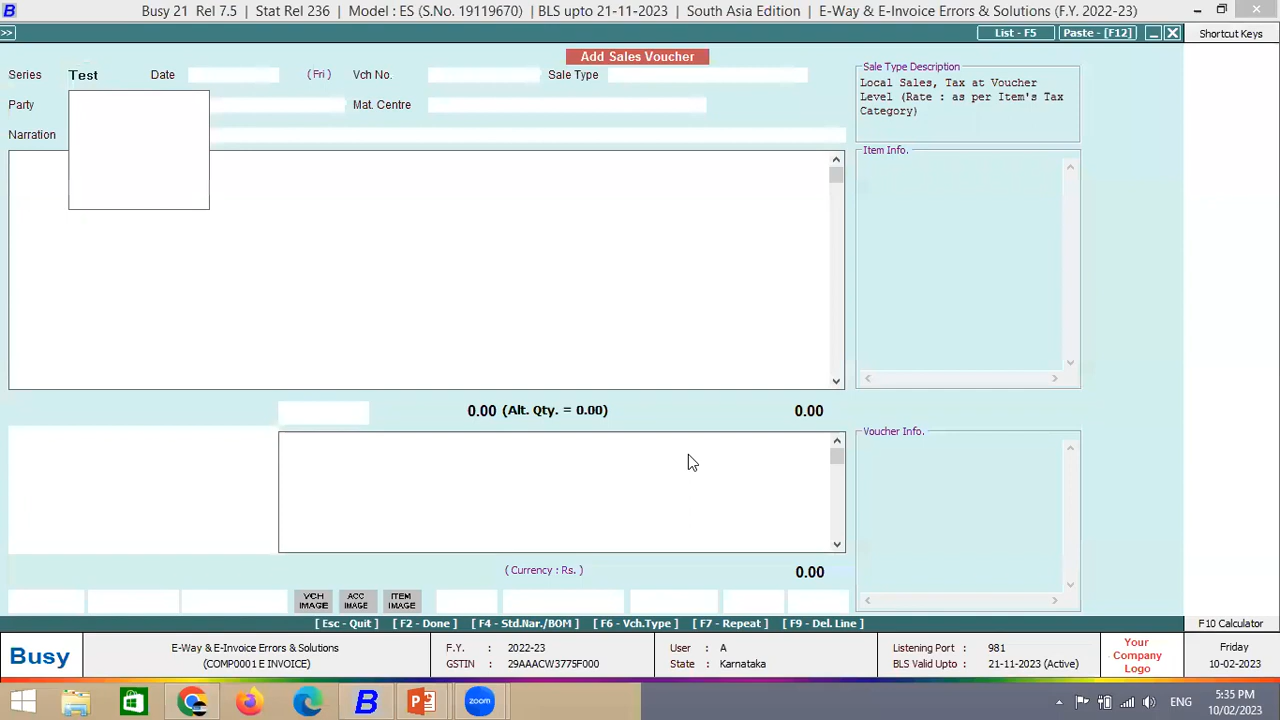 Busy 21 Rel 7.5 | Stat Rel 236 | Model : ES (S.No. 19119670) | BLS upto 21-11-2023 | South Asia Edition | E-Way & E-Invoice Errors & Solutions (F.Y. 2022-23)
>> List - F5 Paste - [F12] Shortcut Keys
Add Sales Voucher
Series Test Date (Fri) Vch No. Sale Type
Party Mat. Centre
Narration
Sale Type Description
Local Sales, Tax at Voucher
Level (Rate : as per Item's Tax
Category)
Item Info.
0.00 (Alt. Qty. = 0.00) 0.00
Voucher Info.
( Currency : Rs. ) 0.00
VCH IMAGE ACC IMAGE ITEM IMAGE
[ Esc - Quit ] [ F2 - Done ] [ F4 - Std.Nar./BOM ] [ F6 - Vch.Type ] [ F7 - Repeat ] [ F9 - Del. Line ] F10 Calculator
Busy
E-Way & E-Invoice Errors & Solutions
(COMP0001 E INVOICE)
F.Y. : 2022-23
GSTIN : 29AAACW3775F000
User : A
State : Karnataka
Listening Port : 981
BLS Valid Upto : 21-11-2023 (Active)
Your
Company
Logo
Friday
10-02-2023
B P zoom ENG
5:35 PM
10/02/2023